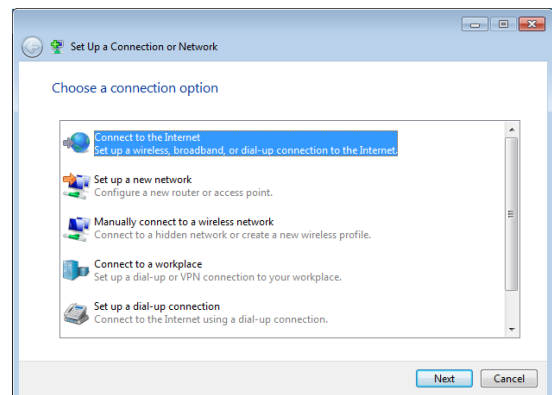 Set Up a Connection or Network
Choose a connection option
Connect to the Internet
Set up a wireless, broadband, or dial-up connection to the Internet.
Set up a new network
Configure a new router or access point.
Manually connect to a wireless network
Connect to a hidden network or create a new wireless profile.
Connect to a workplace
Set up a dial-up or VPN connection to your workplace.
Set up a dial-up connection
Connect to the Internet using a dial-up connection.
Next Cancel